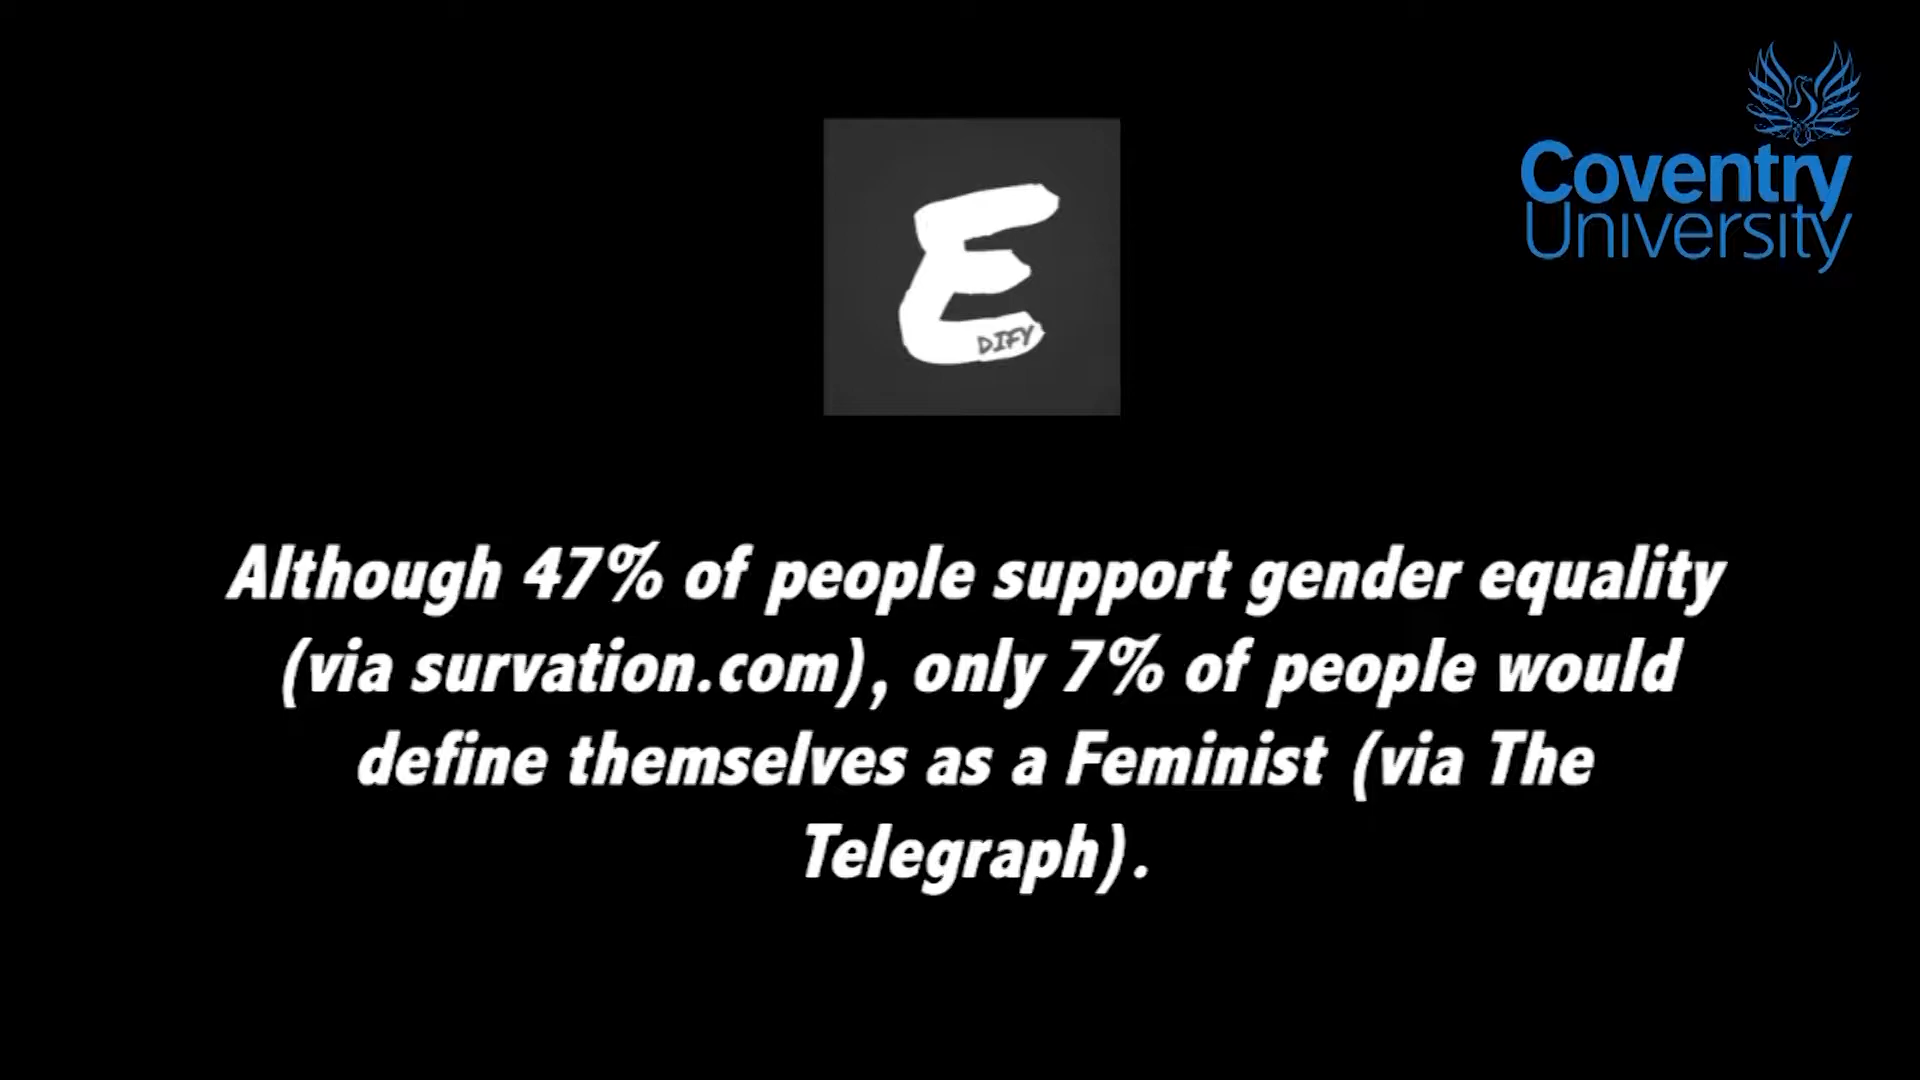 Coventry
University
E
DIFY
Although 47% of people support gender equality
(via survation.com), only 7% of people would
define themselves as a Feminist (via The
Telegraph).